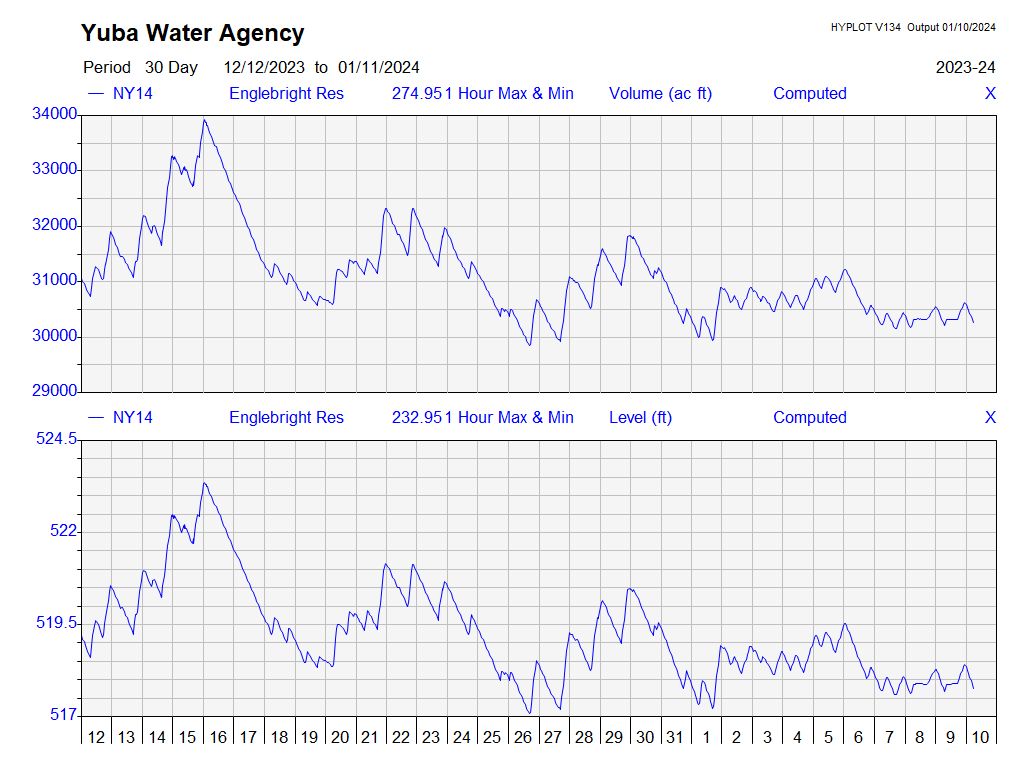 Yuba Water Agency
HYPLOT V134 Output 01/10/2024
Period 30 Day 12/12/2023 to 01/11/2024 2023-24
NY14 Englebright Res 274.951 Hour Max & Min Volume (ac ft) Computed X
34000
33000
32000
31000
30000
29000
NY14 Englebright Res 232.951 Hour Max & Min Level (ft) Computed X
524.5
522
519.5
517
12 13 14 15 16 17 18 19 20 21 22 23 24 25 26 27 28 29 30 31 1 2 3 4 5 6 7 8 9 10